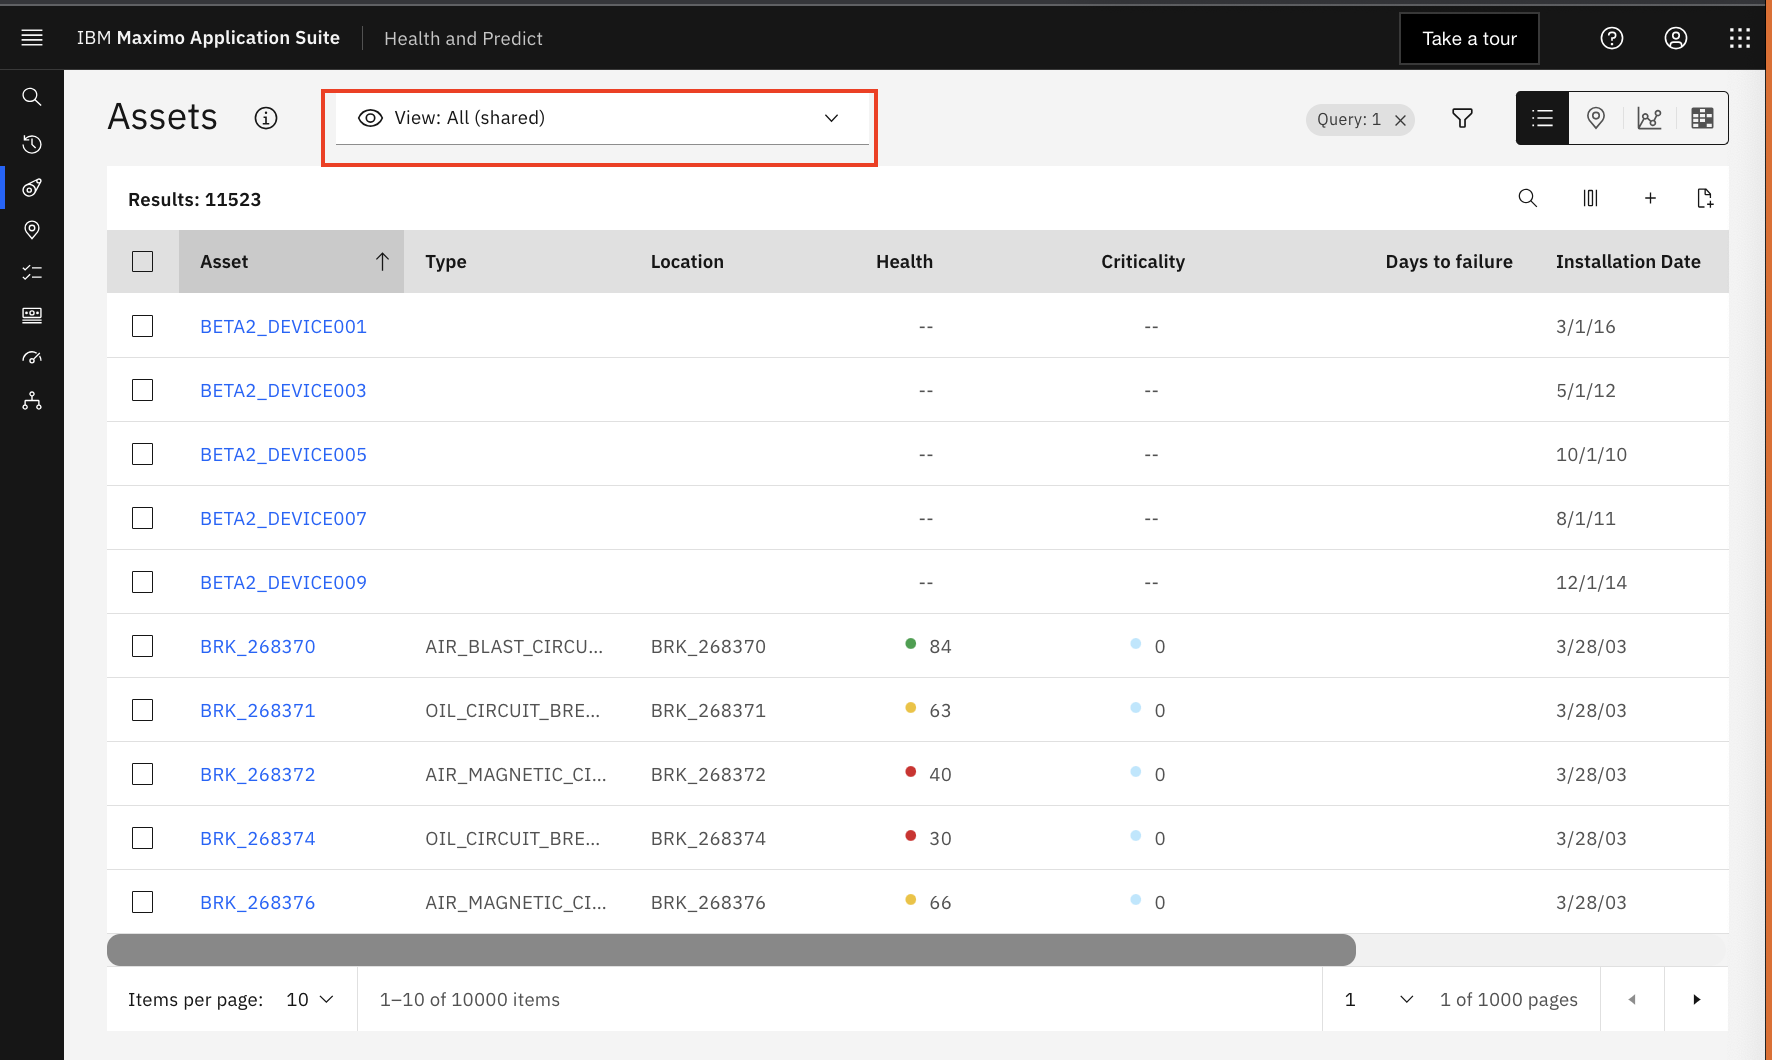 IBM Maximo Application Suite Health and Predict Take a tour
Assets View: All (shared) Query: 1
Results: 11523
Asset Type Location Health Criticality Days to failure Installation Date
BETA2_DEVICE001 -- -- 3/1/16
BETA2_DEVICE003 -- -- 5/1/12
BETA2_DEVICE005 -- -- 10/1/10
BETA2_DEVICE007 -- -- 8/1/11
BETA2_DEVICE009 -- -- 12/1/14
BRK_268370 AIR_BLAST_CIRCU... BRK_268370 84 0 3/28/03
BRK_268371 OIL_CIRCUIT_BRE... BRK_268371 63 0 3/28/03
BRK_268372 AIR_MAGNETIC_CI... BRK_268372 40 0 3/28/03
BRK_268374 OIL_CIRCUIT_BRE... BRK_268374 30 0 3/28/03
BRK_268376 AIR_MAGNETIC_CI... BRK_268376 66 0 3/28/03
Items per page: 10 1–10 of 10000 items 1 1 of 1000 pages